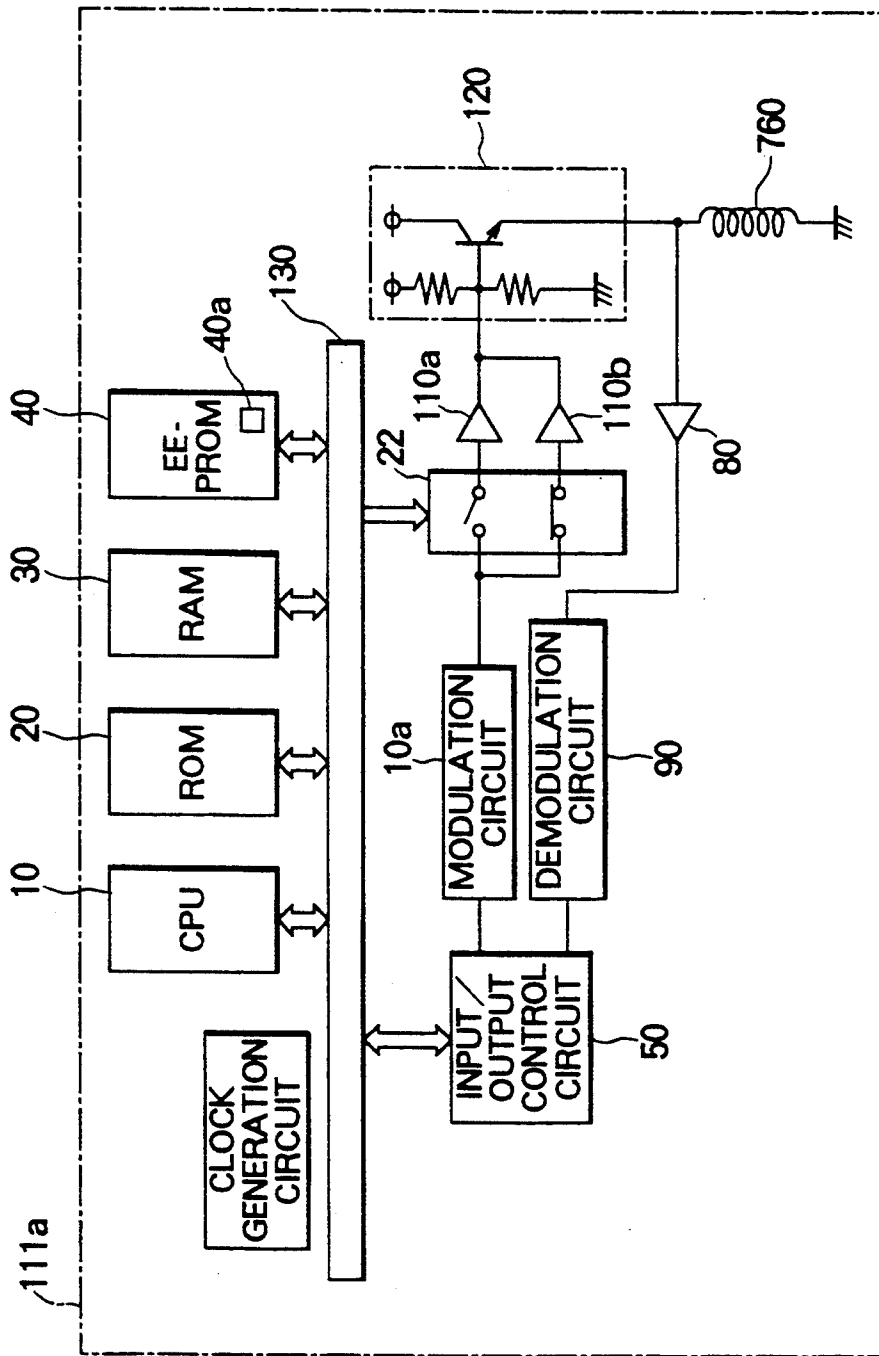 111a
10
20
30
40
CPU
ROM
RAM
EE-
PROM
40a
CLOCK
GENERATION
CIRCUIT
130
120
22
110a
110b
760
INPUT/
OUTPUT
CONTROL
CIRCUIT
50
10a
MODULATION
CIRCUIT
DEMODULATION
CIRCUIT
90
80